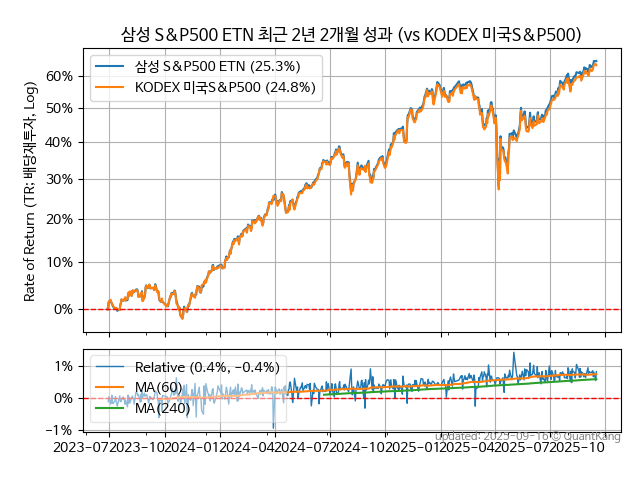 삼성 S&P500 ETN 최근 2년 2개월 성과 (vs KODEX 미국S&P500)
삼성 S&P500 ETN (25.3%)
KODEX 미국S&P500 (24.8%)
Rate of Return (TR: 배당재투자, Log)
60%
50%
40%
30%
20%
10%
0%
Relative (0.4%, −0.4%)
MA(60)
MA(240)
1%
0%
−1%
2023-07
2023-10
2024-01
2024-04
2024-07
2024-10
2025-01
2025-04
2025-07
2025-10
updated: 2025-09-16 © QuantKang